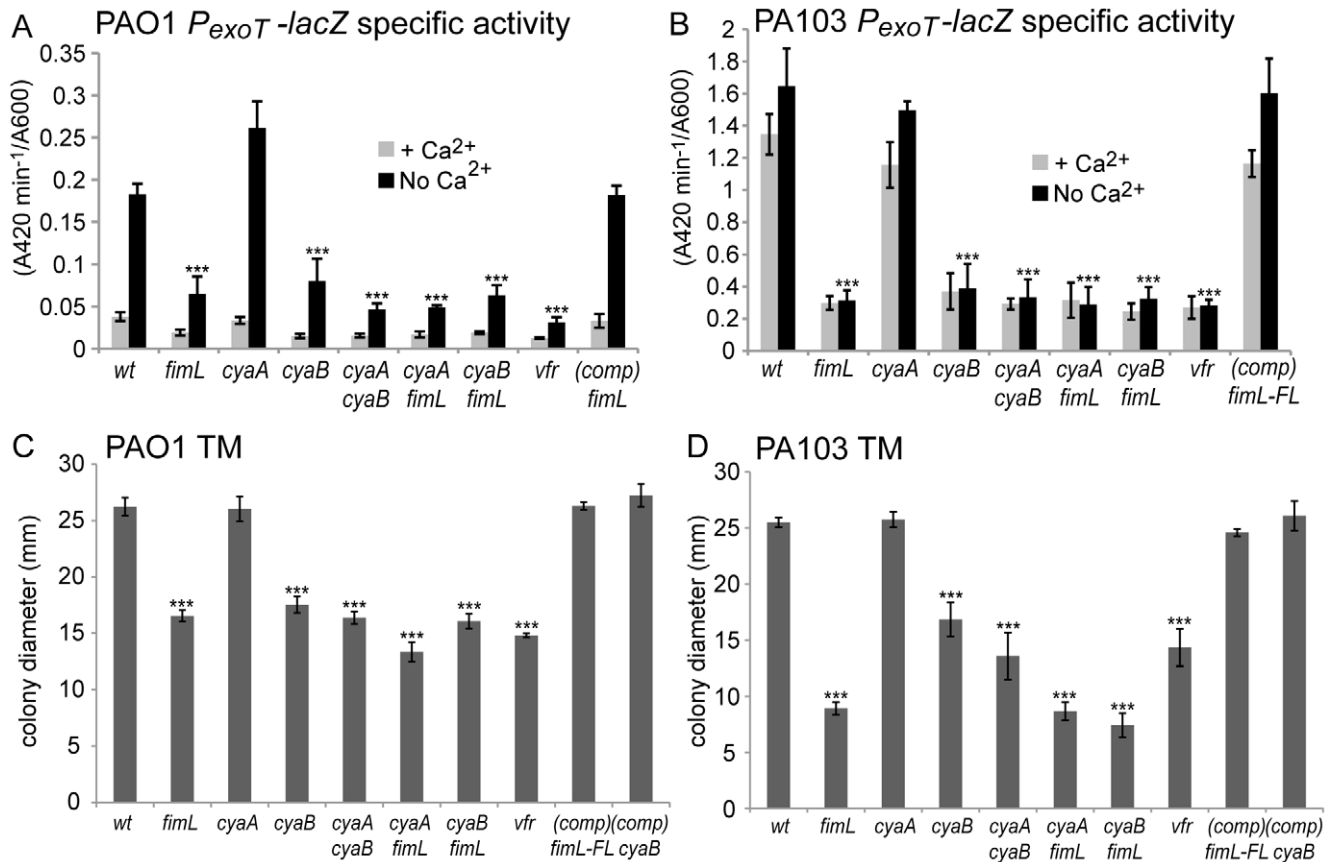 A PAO1 PexoT -lacZ specific activity
(A420 min-1/A600)
0.35
0.3
0.25
0.2
0.15
0.1
0.05
0
+ Ca2+
No Ca2+
*** *** *** *** *** ***
wt fimL cyaA cyaB cyaA cyaA cyaB vfr (comp)
cyaB fimL fimL fimL
B PA103 PexoT-lacZ specific activity
(A420 min-1/A600)
2
1.8
1.6
1.4
1.2
1
0.8
0.6
0.4
0.2
0
+ Ca2+
No Ca2+
*** *** *** *** *** ***
wt fimL cyaA cyaB cyaA cyaA cyaB vfr (comp)
cyaB fimL fimL fimL-FL
C PAO1 TM
colony diameter (mm)
30
25
20
15
10
5
0
*** *** *** *** *** ***
wt fimL cyaA cyaB cyaA cyaA cyaB vfr (comp)(comp)
cyaB fimL fimL fimL-FL cyaB
D PA103 TM
colony diameter (mm)
30
25
20
15
10
5
0
*** *** *** *** *** ***
wt fimL cyaA cyaB cyaA cyaA cyaB vfr (comp)(comp)
cyaB fimL fimL fimL-FL cyaB